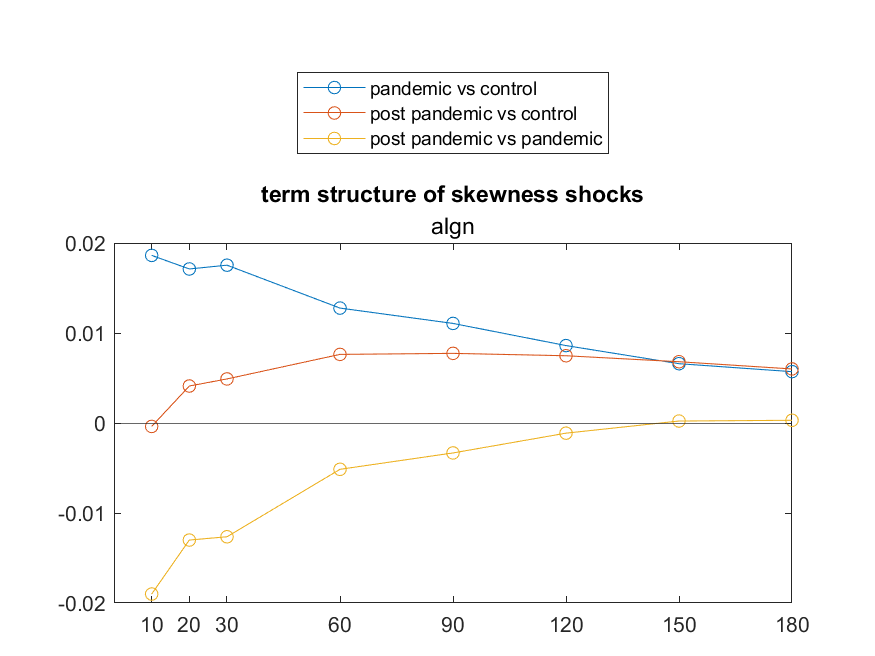 pandemic vs control
post pandemic vs control
post pandemic vs pandemic
term structure of skewness shocks
algn
0.02
0.01
0
-0.01
-0.02
10 20 30 60 90 120 150 180